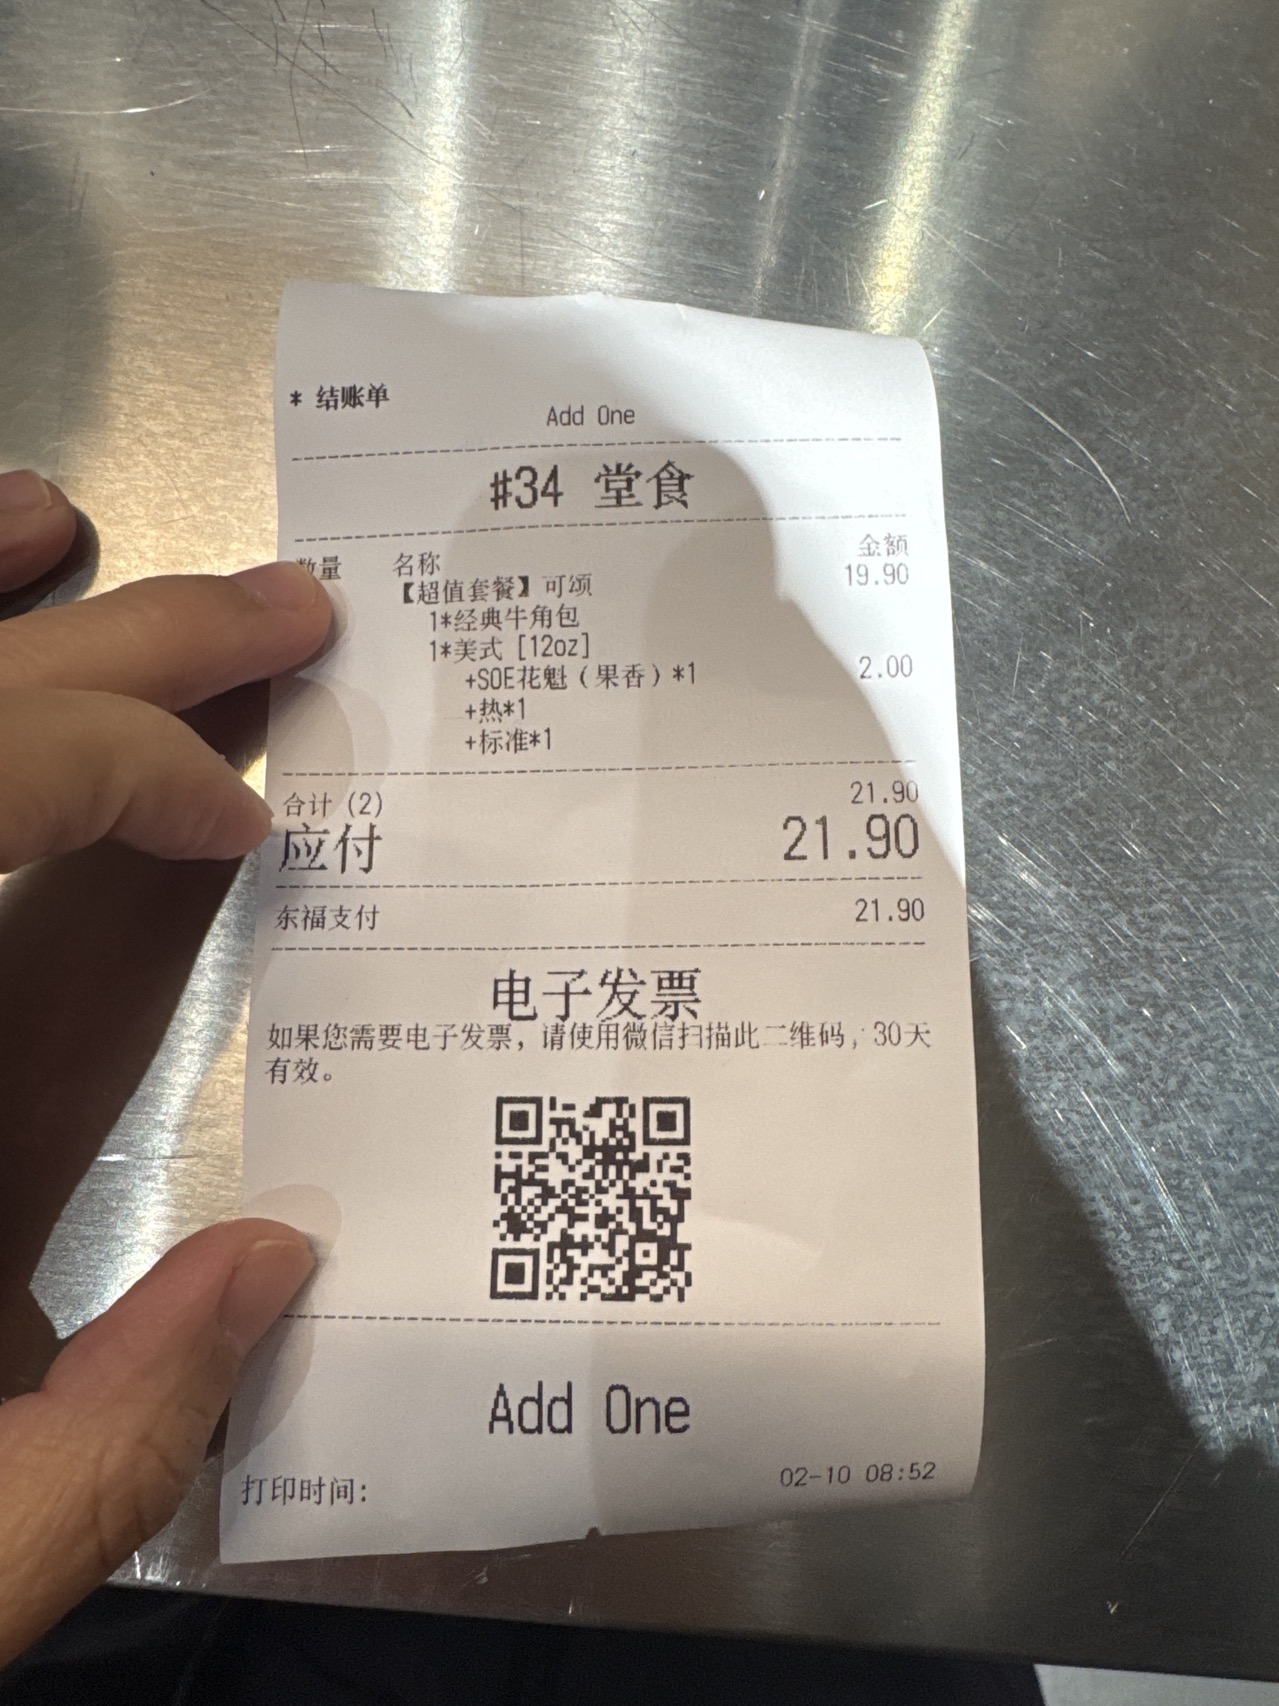 * 结账单
Add One
#34 堂食
数量 名称 金额
【超值套餐】可颂 19.90
1*经典牛角包
1*美式 [12oz]
+SOE花魁（果香）*1 2.00
+热*1
+标准*1
合计 (2) 21.90
应付 21.90
东福支付 21.90
电子发票
如果您需要电子发票，请使用微信扫描此二维码，30天
有效。
Add One
打印时间: 02-10 08:52